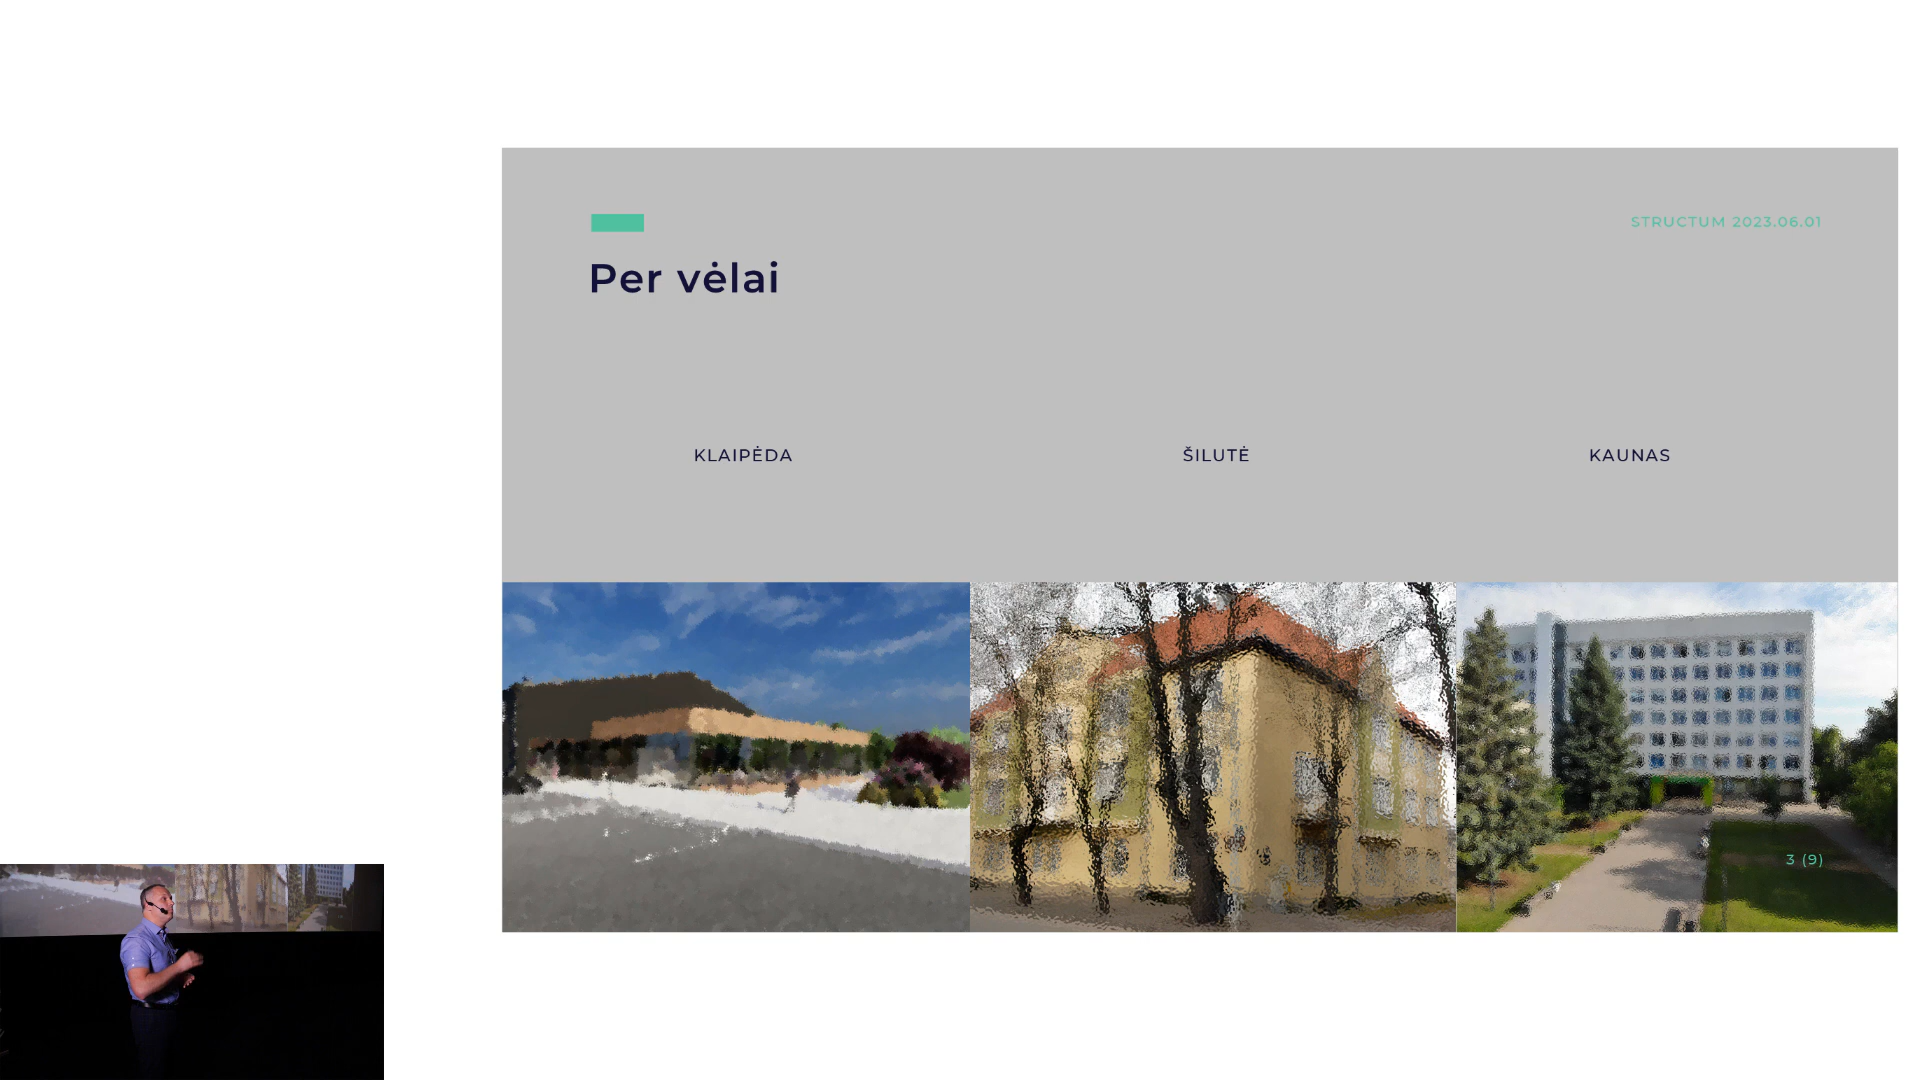 STRUCTUM 2023.06.01
Per vėlai
KLAIPĖDA
ŠILUTĖ
KAUNAS
3 (9)